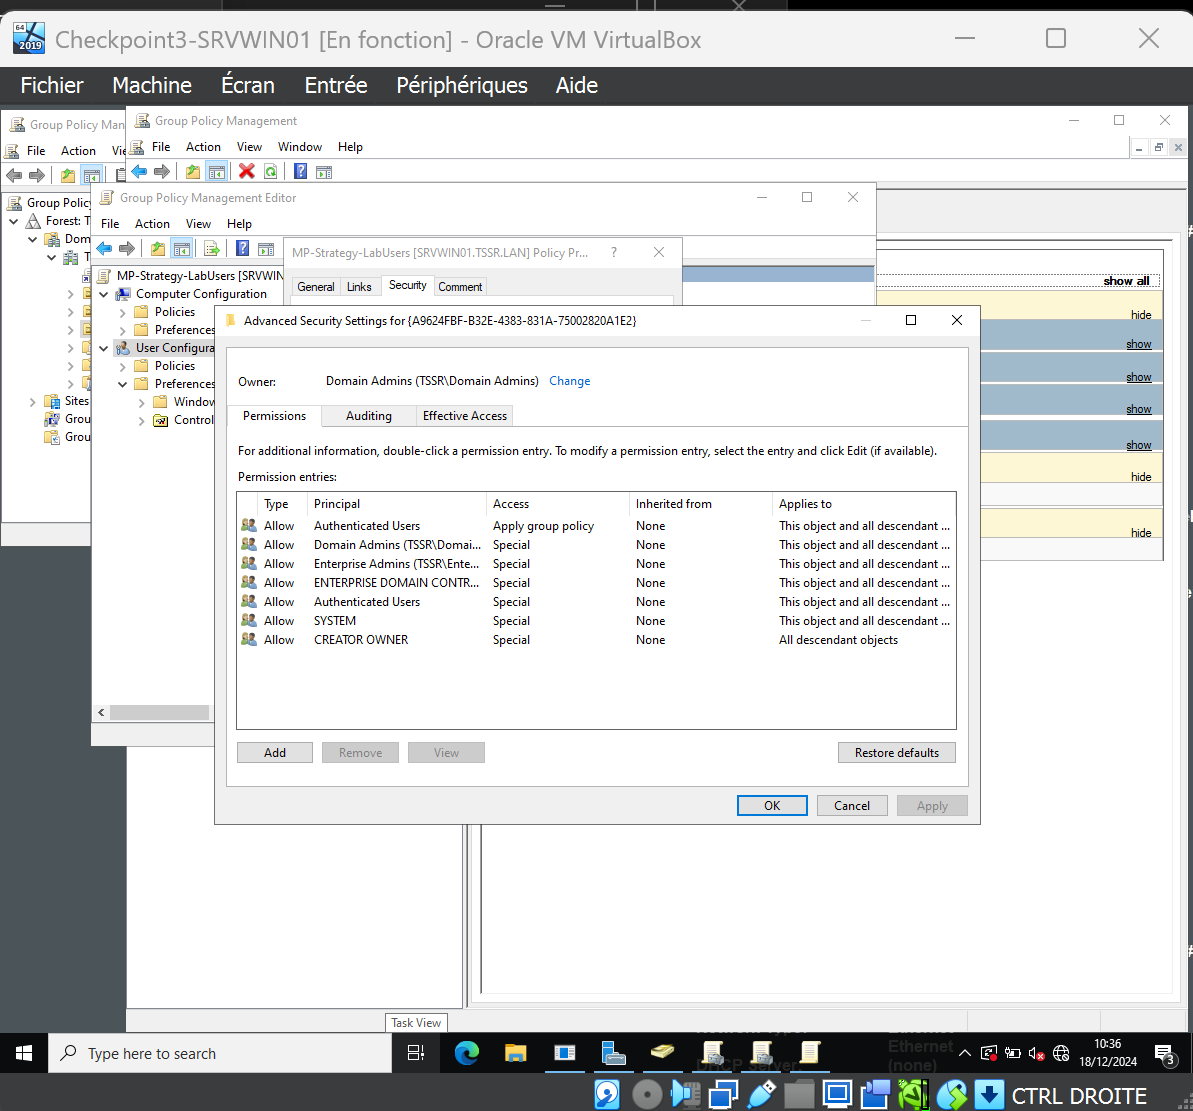 64
2019
Checkpoint3-SRVWIN01 [En fonction] - Oracle VM VirtualBox
Fichier Machine Écran Entrée Périphériques Aide
Group Policy Man
File Action Vie
Group Policy Management
File Action View Window Help
Group Policy
Forest: T
Dom
T
Sites
Grou
Grou
Group Policy Management Editor
File Action View Help
MP-Strategy-LabUsers [SRVWIN
Computer Configuration
Policies
Preferences
User Configura
Policies
Preferences
Window
Control
MP-Strategy-LabUsers [SRVWIN01.TSSR.LAN] Policy Pr... ?
General Links Security Comment
show all
hide
show
show
show
show
hide
hide
Advanced Security Settings for {A9624FBF-B32E-4383-831A-75002820A1E2}
Owner: Domain Admins (TSSR\Domain Admins) Change
Permissions Auditing Effective Access
For additional information, double-click a permission entry. To modify a permission entry, select the entry and click Edit (if available).
Permission entries:
Type Principal Access Inherited from Applies to
Allow Authenticated Users Apply group policy None This object and all descendant ...
Allow Domain Admins (TSSR\Domai... Special None This object and all descendant ...
Allow Enterprise Admins (TSSR\Ente... Special None This object and all descendant ...
Allow ENTERPRISE DOMAIN CONTR... Special None This object and all descendant ...
Allow Authenticated Users Special None This object and all descendant ...
Allow SYSTEM Special None This object and all descendant ...
Allow CREATOR OWNER Special None All descendant objects
Add Remove View Restore defaults
OK Cancel Apply
Task View
Type here to search
Ethernet
(none)
DHCP Server:
10:36
18/12/2024
3
CTRL DROITE